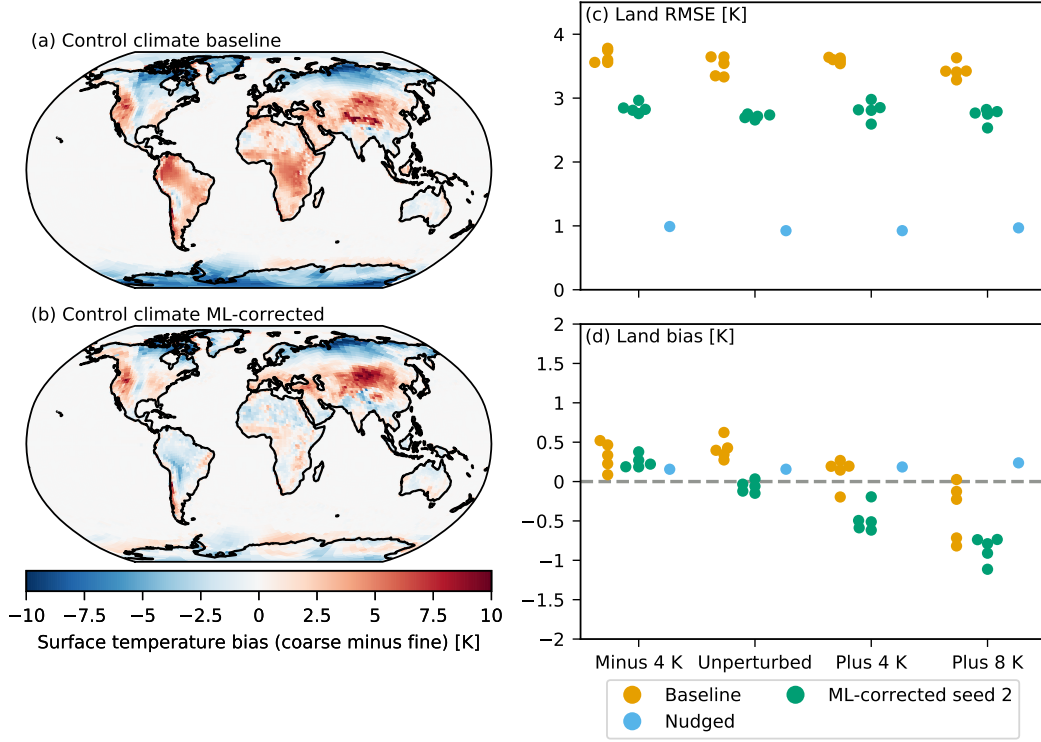 (a) Control climate baseline
(b) Control climate ML-corrected
−10 −7.5 −5 −2.5 0 2.5 5 7.5 10
Surface temperature bias (coarse minus fine) [K]
(c) Land RMSE [K]
4
3
2
1
0
(d) Land bias [K]
2
1.5
1
0.5
0
−0.5
−1
−1.5
−2
Minus 4 K Unperturbed Plus 4 K Plus 8 K
Baseline ML-corrected seed 2
Nudged